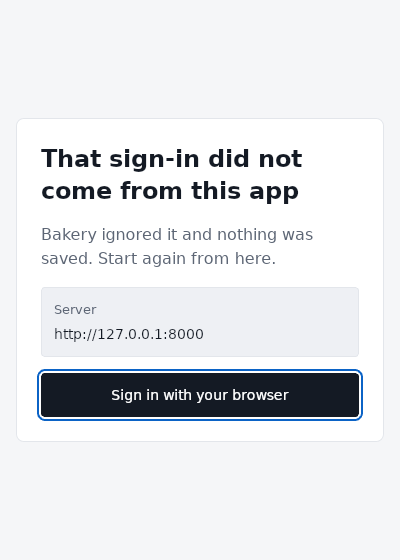 That sign-in did not
come from this app
Bakery ignored it and nothing was
saved. Start again from here.
Server
http://127.0.0.1:8000
Sign in with your browser